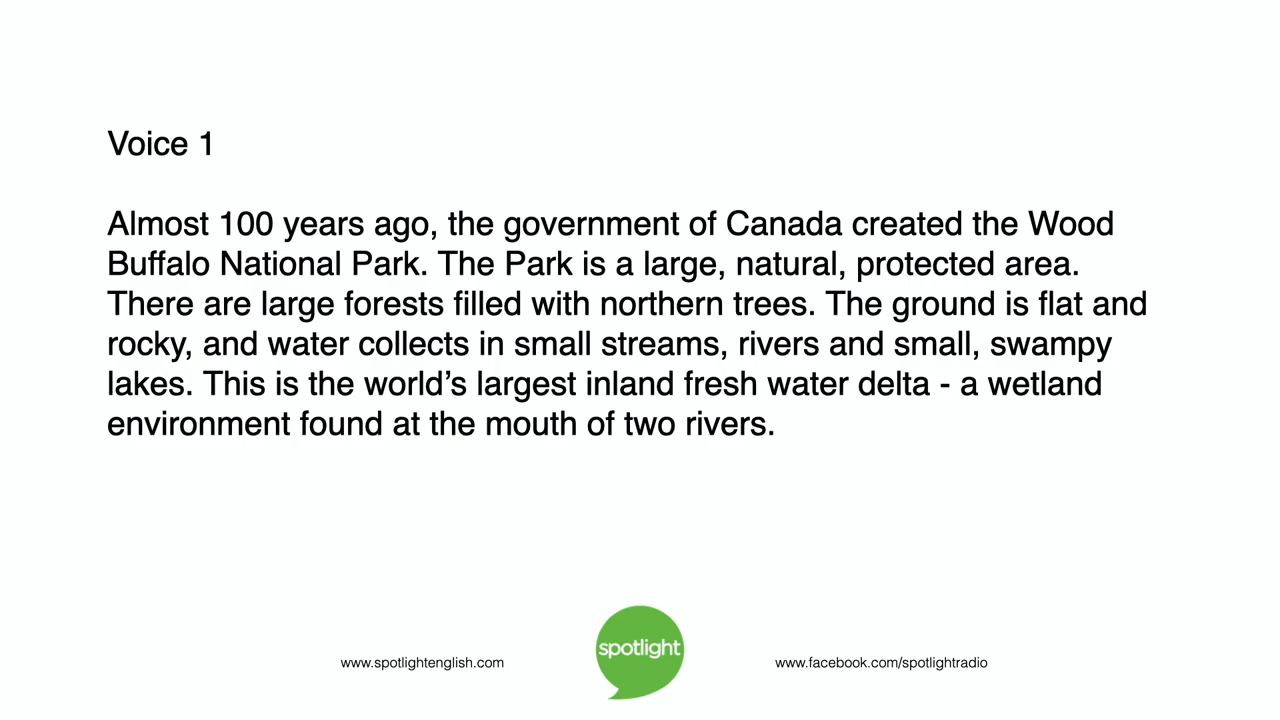 Voice 1
Almost 100 years ago, the government of Canada created the Wood
Buffalo National Park. The Park is a large, natural, protected area.
There are large forests filled with northern trees. The ground is flat and
rocky, and water collects in small streams, rivers and small, swampy
lakes. This is the world’s largest inland fresh water delta - a wetland
environment found at the mouth of two rivers.
www.spotlightenglish.com
spotlight
www.facebook.com/spotlightradio